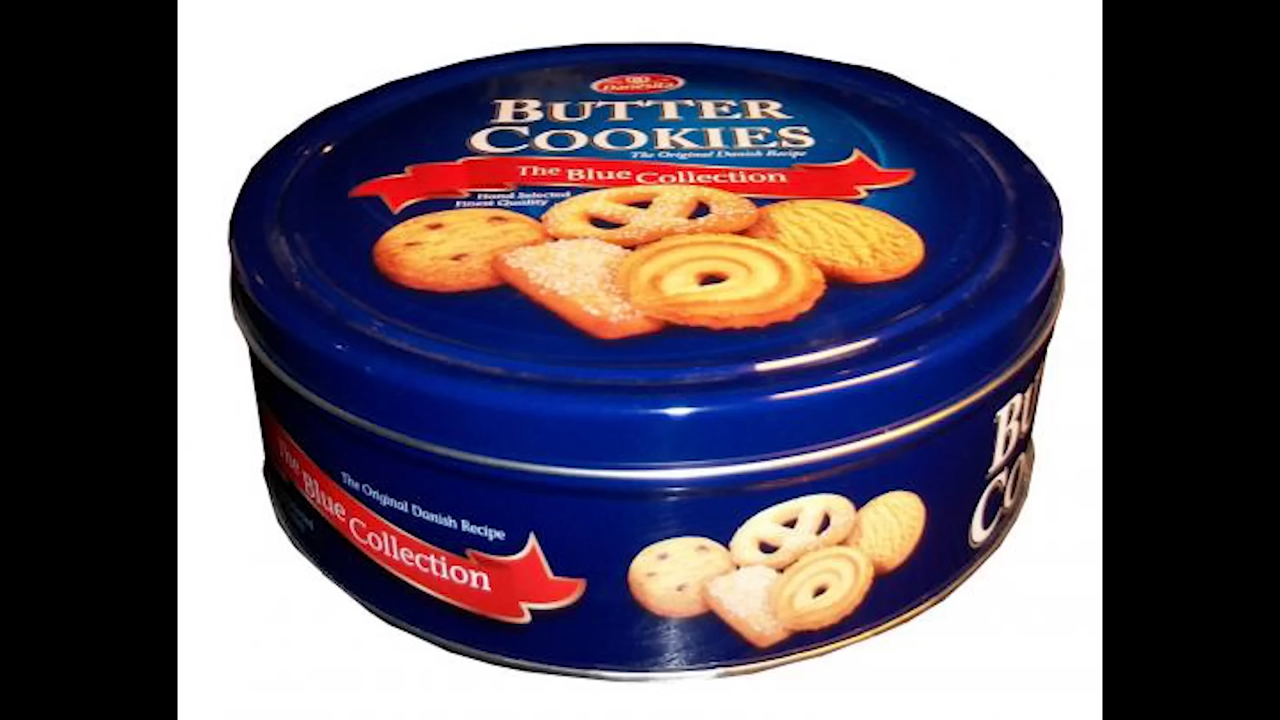 Danesita
BUTTER
COOKIES
The Original Danish Recipe
The Blue Collection
Hand Selected
Finest Quality
The Original Danish Recipe
The Blue Collection
BU
CO